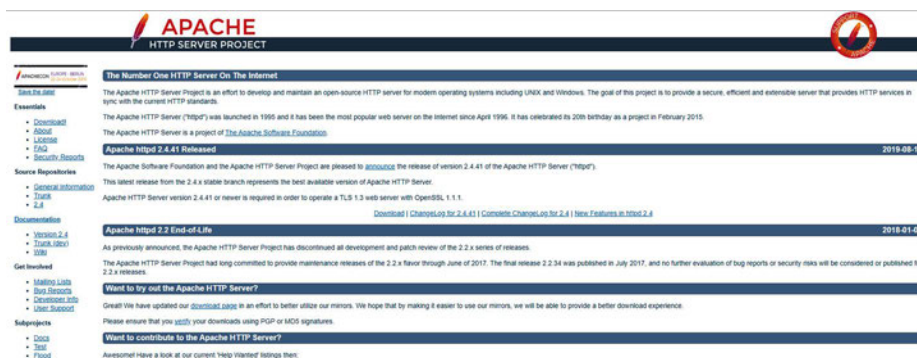 APACHE
HTTP SERVER PROJECT
SUPPORT
APACHE
APACHECON
Save the date!
Essentials
Download!
About
License
FAQ
Security Reports
Source Repositories
General Information
Trunk
2.4
Documentation
Version 2.4
Trunk (dev)
Wiki
Get Involved
Mailing Lists
Bug Reports
Developer Info
User Support
Subprojects
Docs
Test
Flood
The Number One HTTP Server On The Internet
The Apache HTTP Server Project is an effort to develop and maintain an open-source HTTP server for modern operating systems including UNIX and Windows. The goal of this project is to provide a secure, efficient and extensible server that provides HTTP services in
sync with the current HTTP standards.
The Apache HTTP Server ("httpd") was launched in 1995 and it has been the most popular web server on the Internet since April 1996. It has celebrated its 20th birthday as a project in February 2015.
The Apache HTTP Server is a project of The Apache Software Foundation.
Apache httpd 2.4.41 Released 2019-08-1
The Apache Software Foundation and the Apache HTTP Server Project are pleased to announce the release of version 2.4.41 of the Apache HTTP Server ("httpd").
This latest release from the 2.4.x stable branch represents the best available version of Apache HTTP Server.
Apache HTTP Server version 2.4.41 or newer is required in order to operate a TLS 1.3 web server with OpenSSL 1.1.1.
Download | ChangeLog for 2.4.41 | Complete ChangeLog for 2.4 | New Features in httpd 2.4
Apache httpd 2.2 End-of-Life 2018-01-0
As previously announced, the Apache HTTP Server Project has discontinued all development and patch review of the 2.2.x series of releases.
The Apache HTTP Server Project had long committed to provide maintenance releases of the 2.2.x flavor through June of 2017. The final release 2.2.34 was published in July 2017, and no further evaluation of bug reports or security risks will be considered or published f
2.2.x releases.
Want to try out the Apache HTTP Server?
Great! We have updated our download page in an effort to better utilize our mirrors. We hope that by making it easier to use our mirrors, we will be able to provide a better download experience.
Please ensure that you verify your downloads using PGP or MD5 signatures.
Want to contribute to the Apache HTTP Server?
Awesome! Have a look at our current 'Help Wanted' listings then: